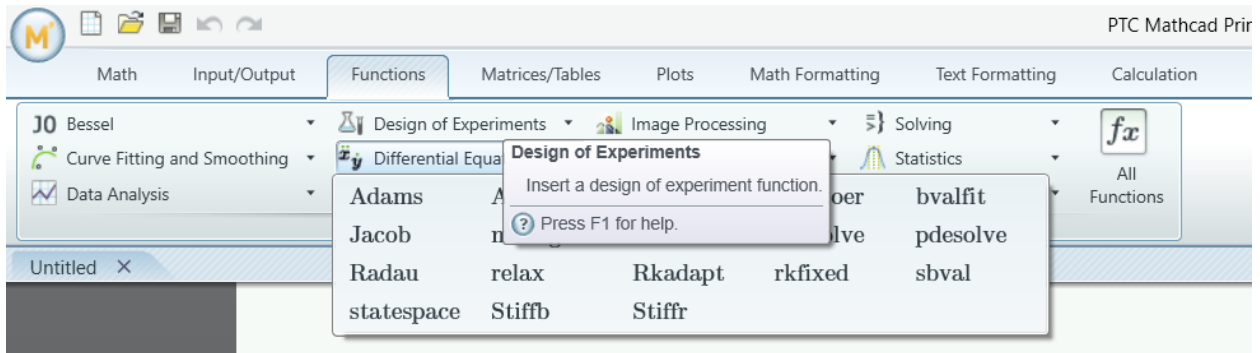 PTC Mathcad Prin
Math Input/Output Functions Matrices/Tables Plots Math Formatting Text Formatting Calculation
Bessel Design of Experiments Image Processing Solving
Curve Fitting and Smoothing Differential Equa Statistics
Data Analysis
fx
All
Functions
Design of Experiments
Insert a design of experiment function.
Press F1 for help.
Adams bvalfit
Jacob pdesolve
Radau relax Rkadapt rkfixed sbval
statespace Stiffb Stiffr
Untitled